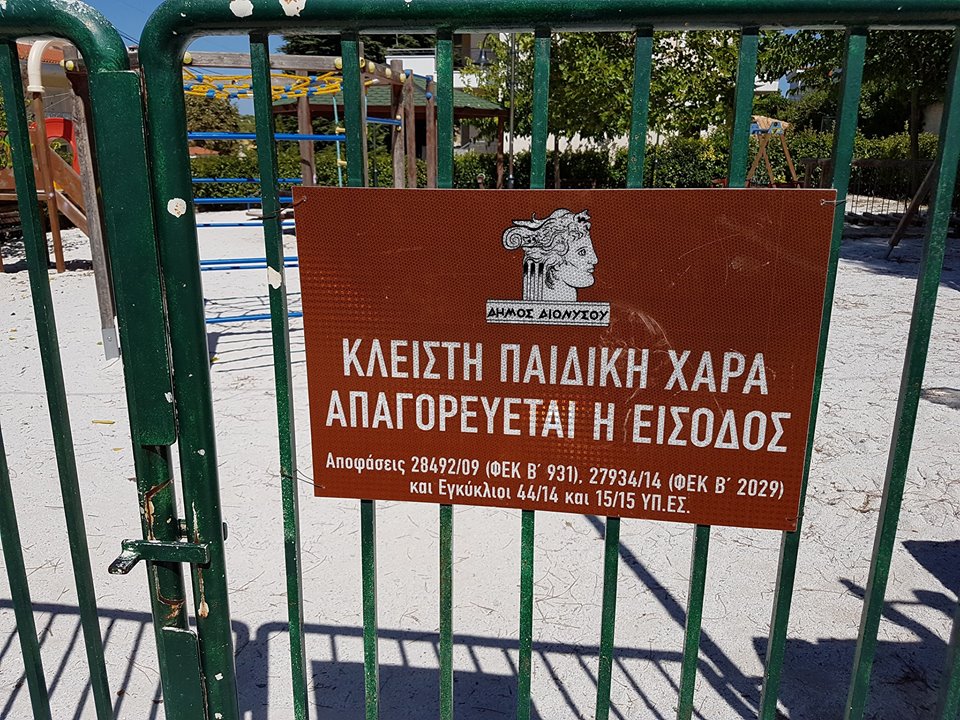 ΔΗΜΟΣ ΔΙΟΝΥΣΟΥ
ΚΛΕΙΣΤΗ ΠΑΙΔΙΚΗ ΧΑΡΑ
ΑΠΑΓΟΡΕΥΕΤΑΙ Η ΕΙΣΟΔΟΣ
Αποφάσεις 28492/09 (ΦΕΚ Β΄ 931), 27934/14 (ΦΕΚ Β΄ 2029)
και Εγκύκλιοι 44/14 και 15/15 ΥΠ.ΕΣ.